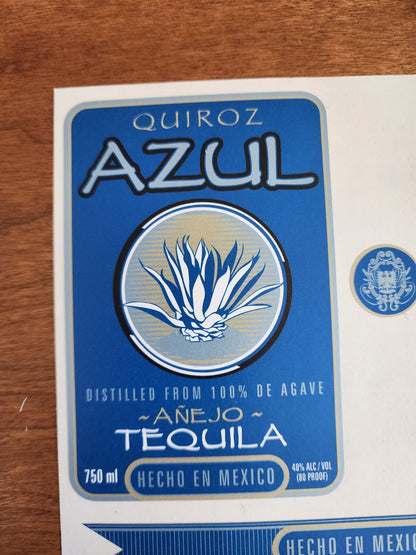 QUIROZ
AZUL
DISTILLED FROM 100% DE AGAVE
~AÑEJO~
TEQUILA
750 ml
HECHO EN MEXICO
40% ALC/VOL
(80 PROOF)
HECHO EN MEXIC